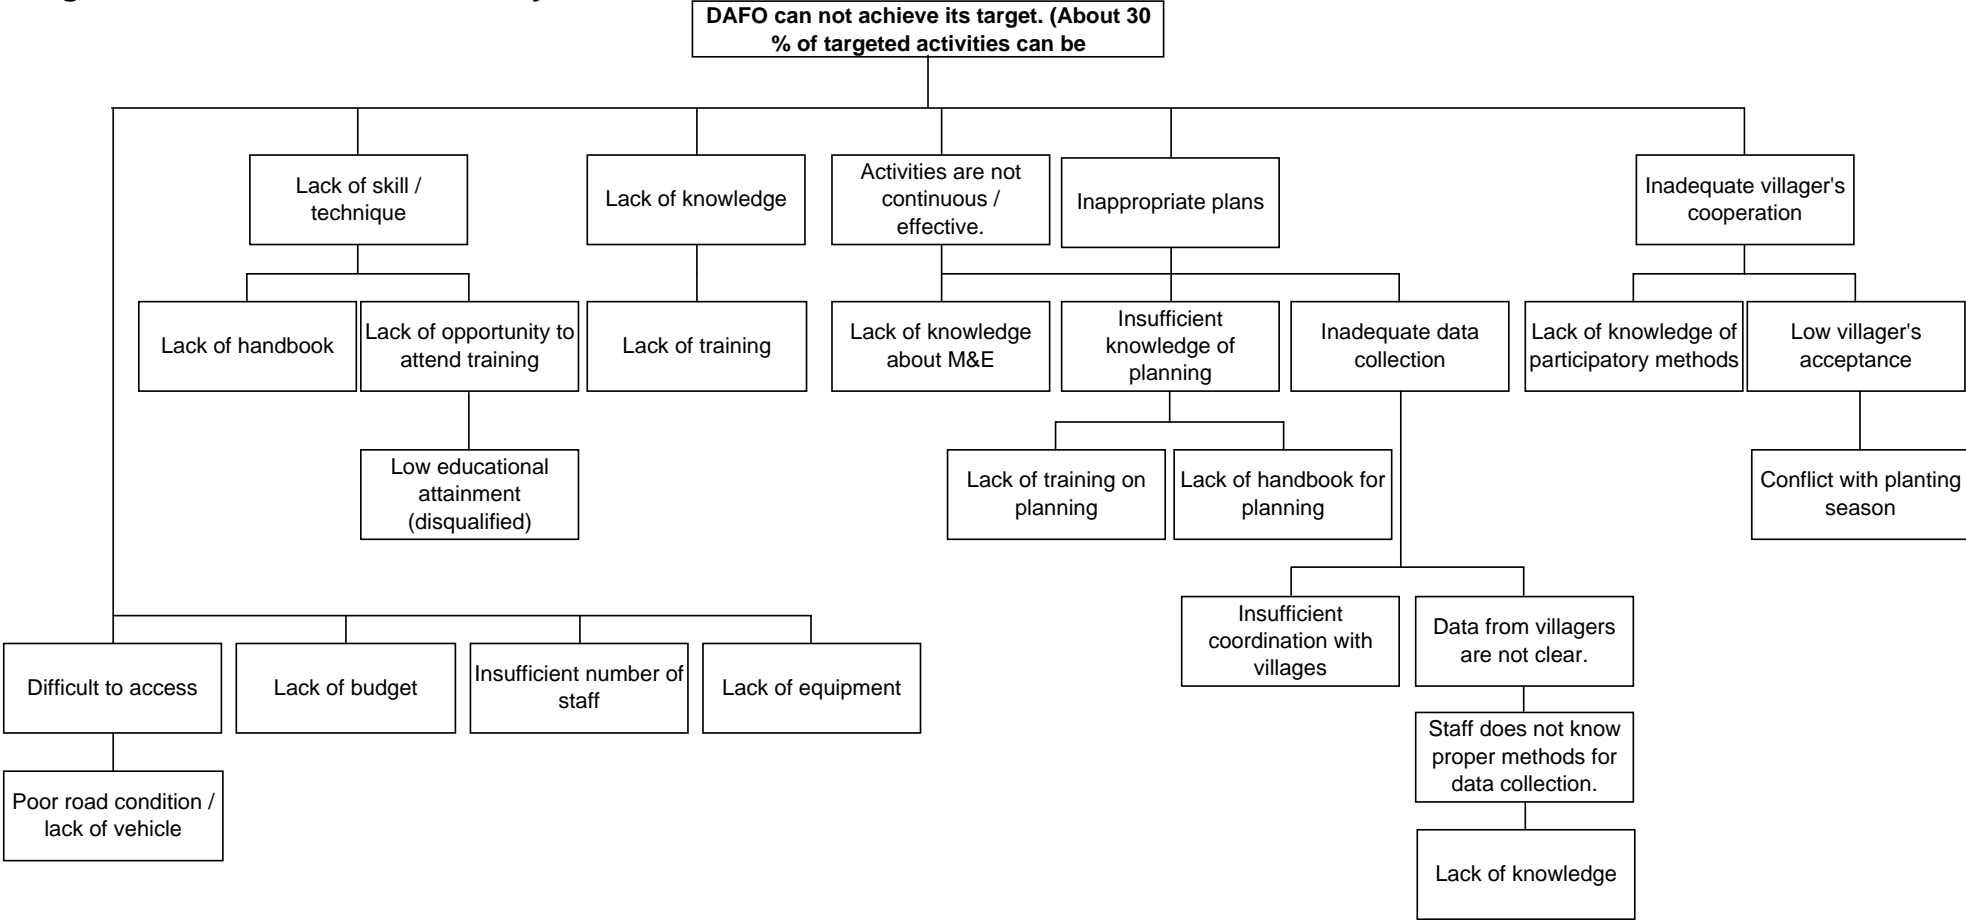 DAFO can not achieve its target. (About 30
% of targeted activities can be
Lack of skill /
technique
Lack of knowledge
Activities are not
continuous /
effective.
Inappropriate plans
Inadequate villager's
cooperation
Lack of handbook
Lack of opportunity to
attend training
Lack of training
Lack of knowledge
about M&E
Insufficient
knowledge of
planning
Inadequate data
collection
Lack of knowledge of
participatory methods
Low villager's
acceptance
Low educational
attainment
(disqualified)
Lack of training on
planning
Lack of handbook for
planning
Conflict with planting
season
Insufficient
coordination with
villages
Data from villagers
are not clear.
Difficult to access
Lack of budget
Insufficient number of
staff
Lack of equipment
Staff does not know
proper methods for
data collection.
Poor road condition /
lack of vehicle
Lack of knowledge